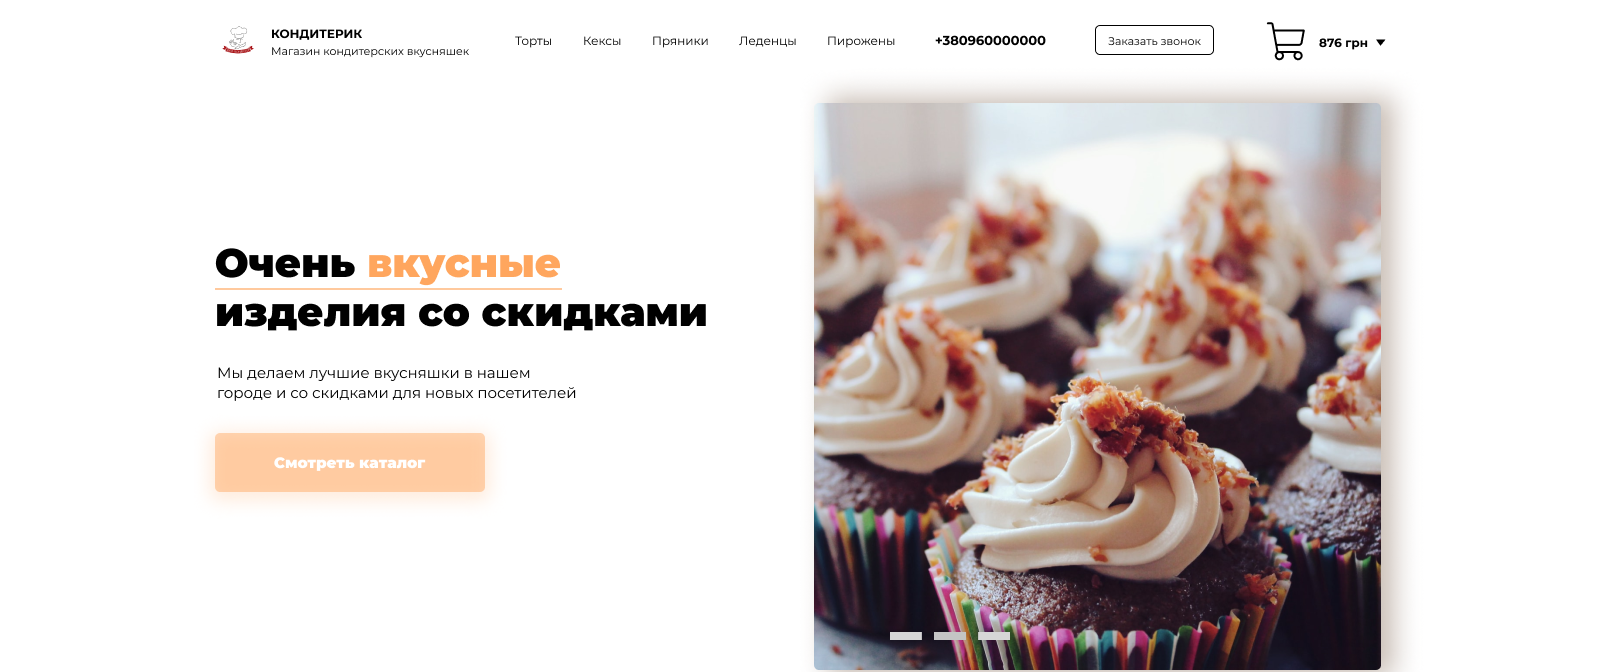 КОНДИТЕРИК
Магазин кондитерских вкусняшек
Торты
Кексы
Пряники
Леденцы
Пирожены
+380960000000
Заказать звонок
876 грн
Очень вкусные
изделия со скидками
Мы делаем лучшие вкусняшки в нашем
городе и со скидками для новых посетителей
Смотреть каталог